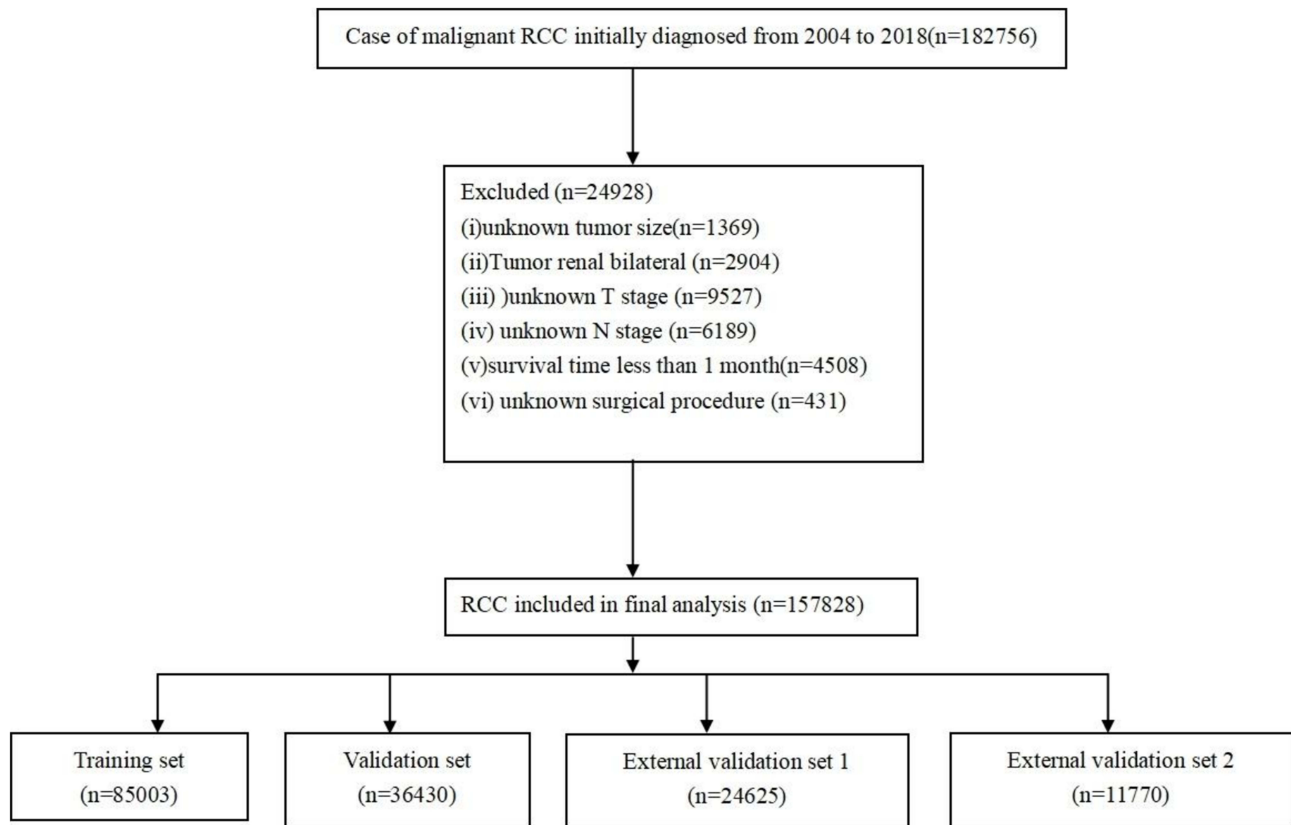 Case of malignant RCC initially diagnosed from 2004 to 2018(n=182756)
Excluded (n=24928)
(i)unknown tumor size(n=1369)
(ii)Tumor renal bilateral (n=2904)
(iii) )unknown T stage (n=9527)
(iv) unknown N stage (n=6189)
(v)survival time less than 1 month(n=4508)
(vi) unknown surgical procedure (n=431)
RCC included in final analysis (n=157828)
Training set
(n=85003)
Validation set
(n=36430)
External validation set 1
(n=24625)
External validation set 2
(n=11770)